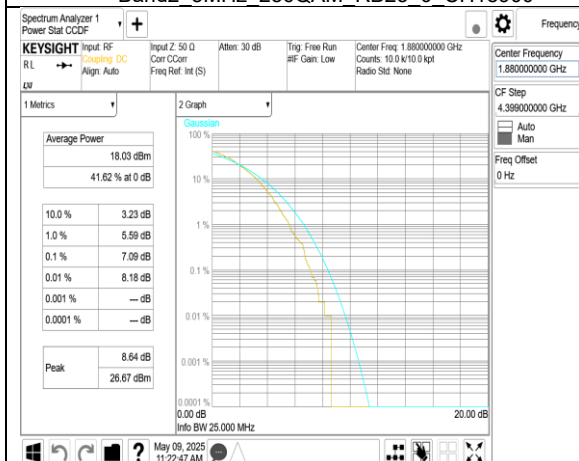 Spectrum Analyzer 1
Power Stat CCDF
Frequency
KEYSIGHT
RL
Input: RF
Coupling: DC
Align: Auto
Input Z: 50 Ω
Corr CCorr
Freq Ref: Int (S)
Atten: 30 dB
Trig: Free Run
#IF Gain: Low
Center Freq: 1.880000000 GHz
Counts: 10.0 k/10.0 kpt
Radio Std: None
Center Frequency
1.880000000 GHz
CF Step
4.399000000 GHz
Auto
Man
Freq Offset
0 Hz
1 Metrics
2 Graph
Average Power
18.03 dBm
41.62 % at 0 dB
10.0 % 3.23 dB
1.0 % 5.59 dB
0.1 % 7.09 dB
0.01 % 8.18 dB
0.001 % --- dB
0.0001 % --- dB
Peak 8.64 dB
26.67 dBm
Gaussian
100 %
10 %
1 %
0.1 %
0.01 %
0.001 %
0.0001 %
0.00 dB 20.00 dB
Info BW 25.000 MHz
May 09, 2025
11:22:47 AM